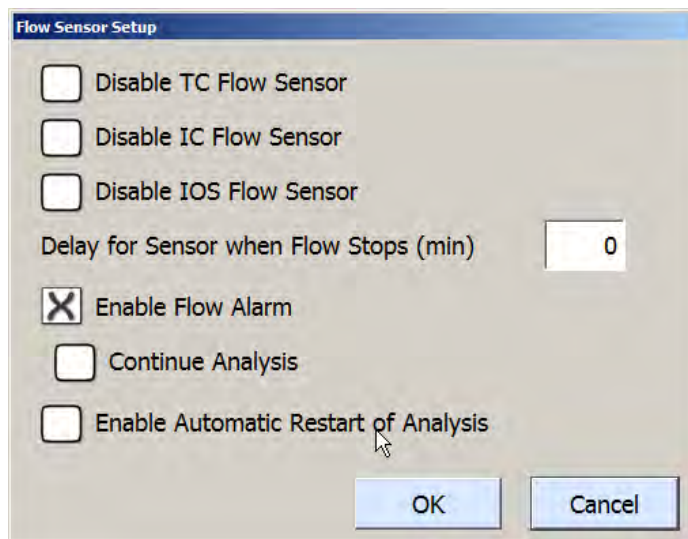 Flow Sensor Setup
Disable TC Flow Sensor
Disable IC Flow Sensor
Disable IOS Flow Sensor
Delay for Sensor when Flow Stops (min) 0
Enable Flow Alarm
Continue Analysis
Enable Automatic Restart of Analysis
OK Cancel